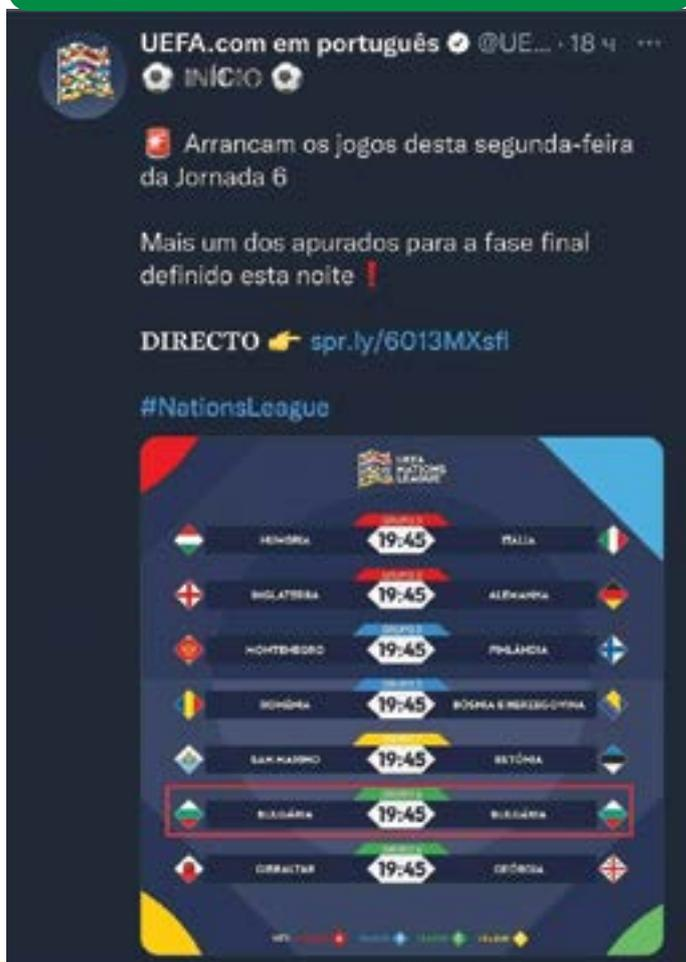 UEFA.com em português @UE... · 18 ч ...
⚽ INÍCIO ⚽
🚨 Arrancam os jogos desta segunda-feira
da Jornada 6
Mais um dos apurados para a fase final
definido esta noite❗
DIRECTO 👉 spr.ly/6013MXsfl
#NationsLeague
UEFA NATIONS LEAGUE
HUNGRIA 19:45 ITÁLIA
INGLATERRA 19:45 ALEMANHA
MONTENEGRO 19:45 FINLÂNDIA
ROMÉNIA 19:45 BÓSNIA E HERZEGOVINA
SAN MARINO 19:45 ESTÓNIA
BULGÁRIA 19:45 BULGÁRIA
GIBRALTAR 19:45 GEÓRGIA